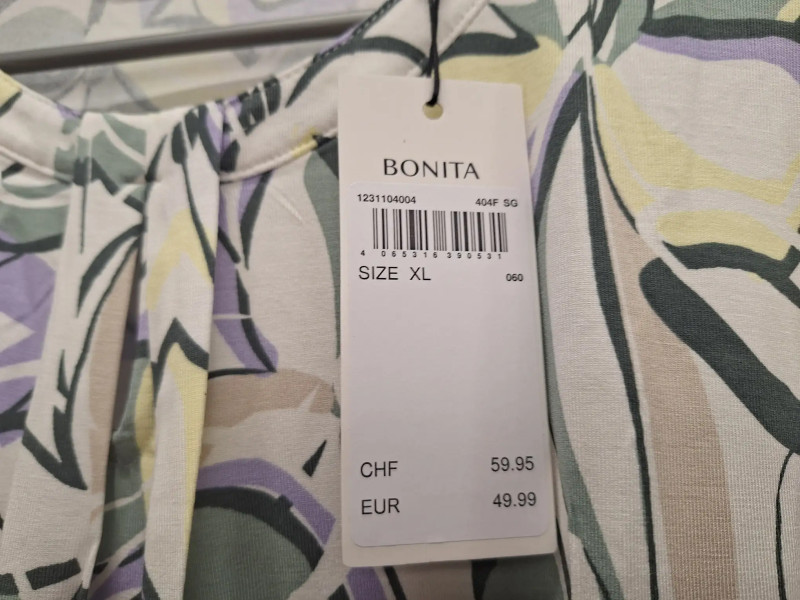 BONITA
1231104004 404F SG
4 065316 390531
SIZE XL 060
CHF 59.95
EUR 49.99